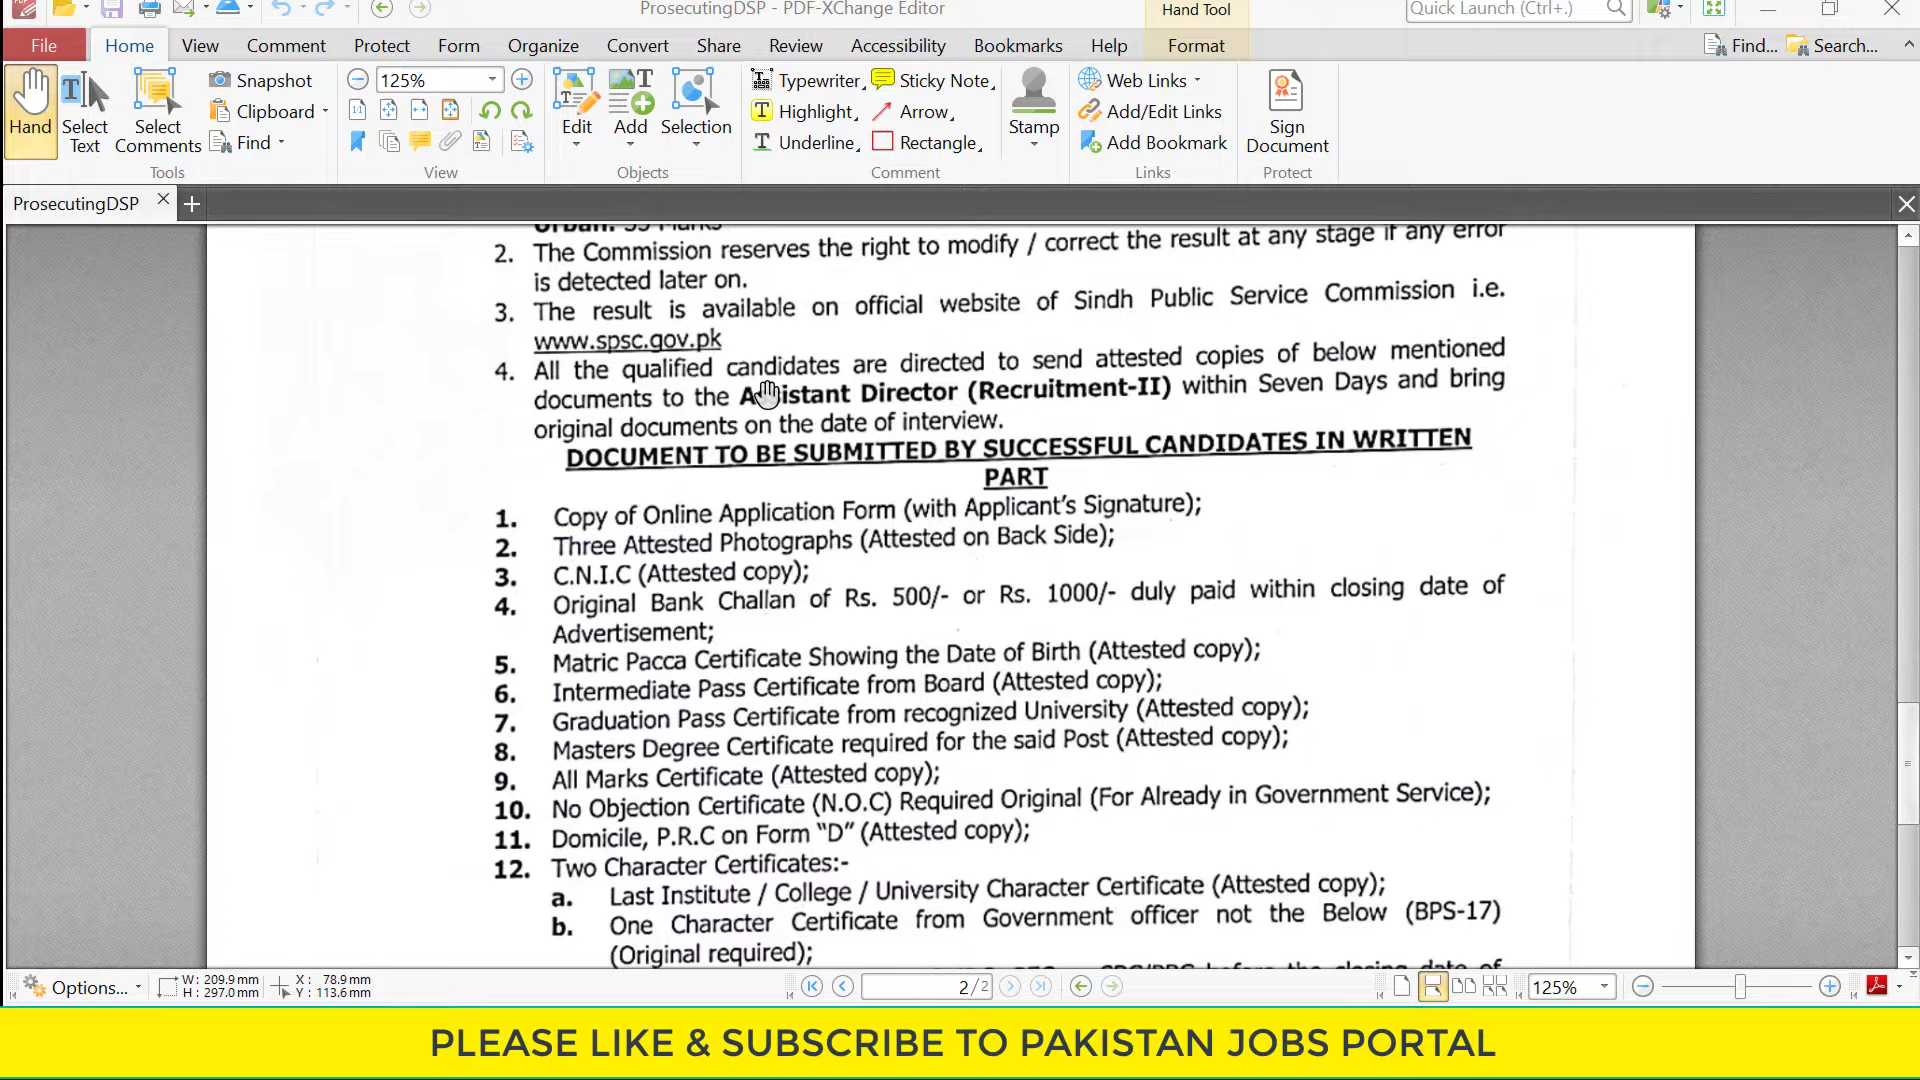 ProsecutingDSP - PDF-XChange Editor
Hand Tool
Quick Launch (Ctrl+.)
File
Home
View
Comment
Protect
Form
Organize
Convert
Share
Review
Accessibility
Bookmarks
Help
Format
Find...
Search...
Hand
Select Text
Select Comments
Snapshot
Clipboard
Find
Tools
125%
View
Edit
Add
Selection
Objects
Typewriter
Highlight
Underline
Sticky Note
Arrow
Rectangle
Stamp
Comment
Web Links
Add/Edit Links
Add Bookmark
Links
Sign Document
Protect
ProsecutingDSP
Urban: 35 Marks
2. The Commission reserves the right to modify / correct the result at any stage if any error
is detected later on.
3. The result is available on official website of Sindh Public Service Commission i.e.
www.spsc.gov.pk
4. All the qualified candidates are directed to send attested copies of below mentioned
documents to the Assistant Director (Recruitment-II) within Seven Days and bring
original documents on the date of interview.
DOCUMENT TO BE SUBMITTED BY SUCCESSFUL CANDIDATES IN WRITTEN
PART
1. Copy of Online Application Form (with Applicant's Signature);
2. Three Attested Photographs (Attested on Back Side);
3. C.N.I.C (Attested copy);
4. Original Bank Challan of Rs. 500/- or Rs. 1000/- duly paid within closing date of
Advertisement;
5. Matric Pacca Certificate Showing the Date of Birth (Attested copy);
6. Intermediate Pass Certificate from Board (Attested copy);
7. Graduation Pass Certificate from recognized University (Attested copy);
8. Masters Degree Certificate required for the said Post (Attested copy);
9. All Marks Certificate (Attested copy);
10. No Objection Certificate (N.O.C) Required Original (For Already in Government Service);
11. Domicile, P.R.C on Form "D" (Attested copy);
12. Two Character Certificates:-
a. Last Institute / College / University Character Certificate (Attested copy);
b. One Character Certificate from Government officer not the Below (BPS-17)
(Original required);
before the closing date of
Options...
W: 209.9 mm
H: 297.0 mm
X: 78.9 mm
Y: 113.6 mm
2 / 2
125%
PLEASE LIKE & SUBSCRIBE TO PAKISTAN JOBS PORTAL